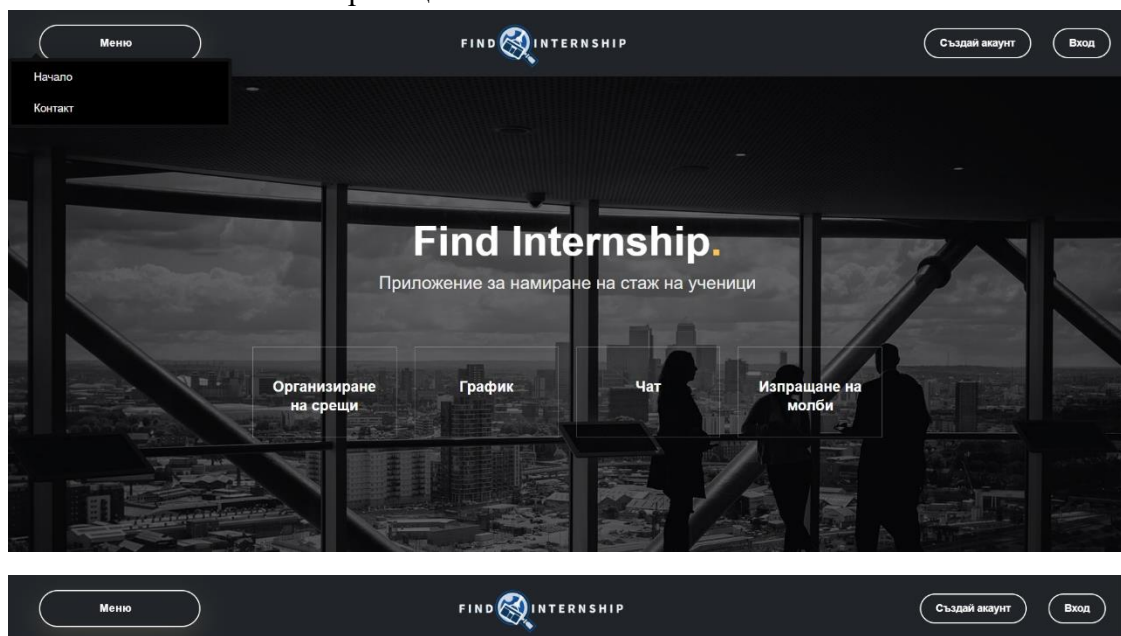 Меню
FIND INTERNSHIP
Създай акаунт
Вход
Начало
Контакт
Find Internship.
Приложение за намиране на стаж на ученици
Организиране
на срещи
График
Чат
Изпращане на
молби
Меню
FIND INTERNSHIP
Създай акаунт
Вход